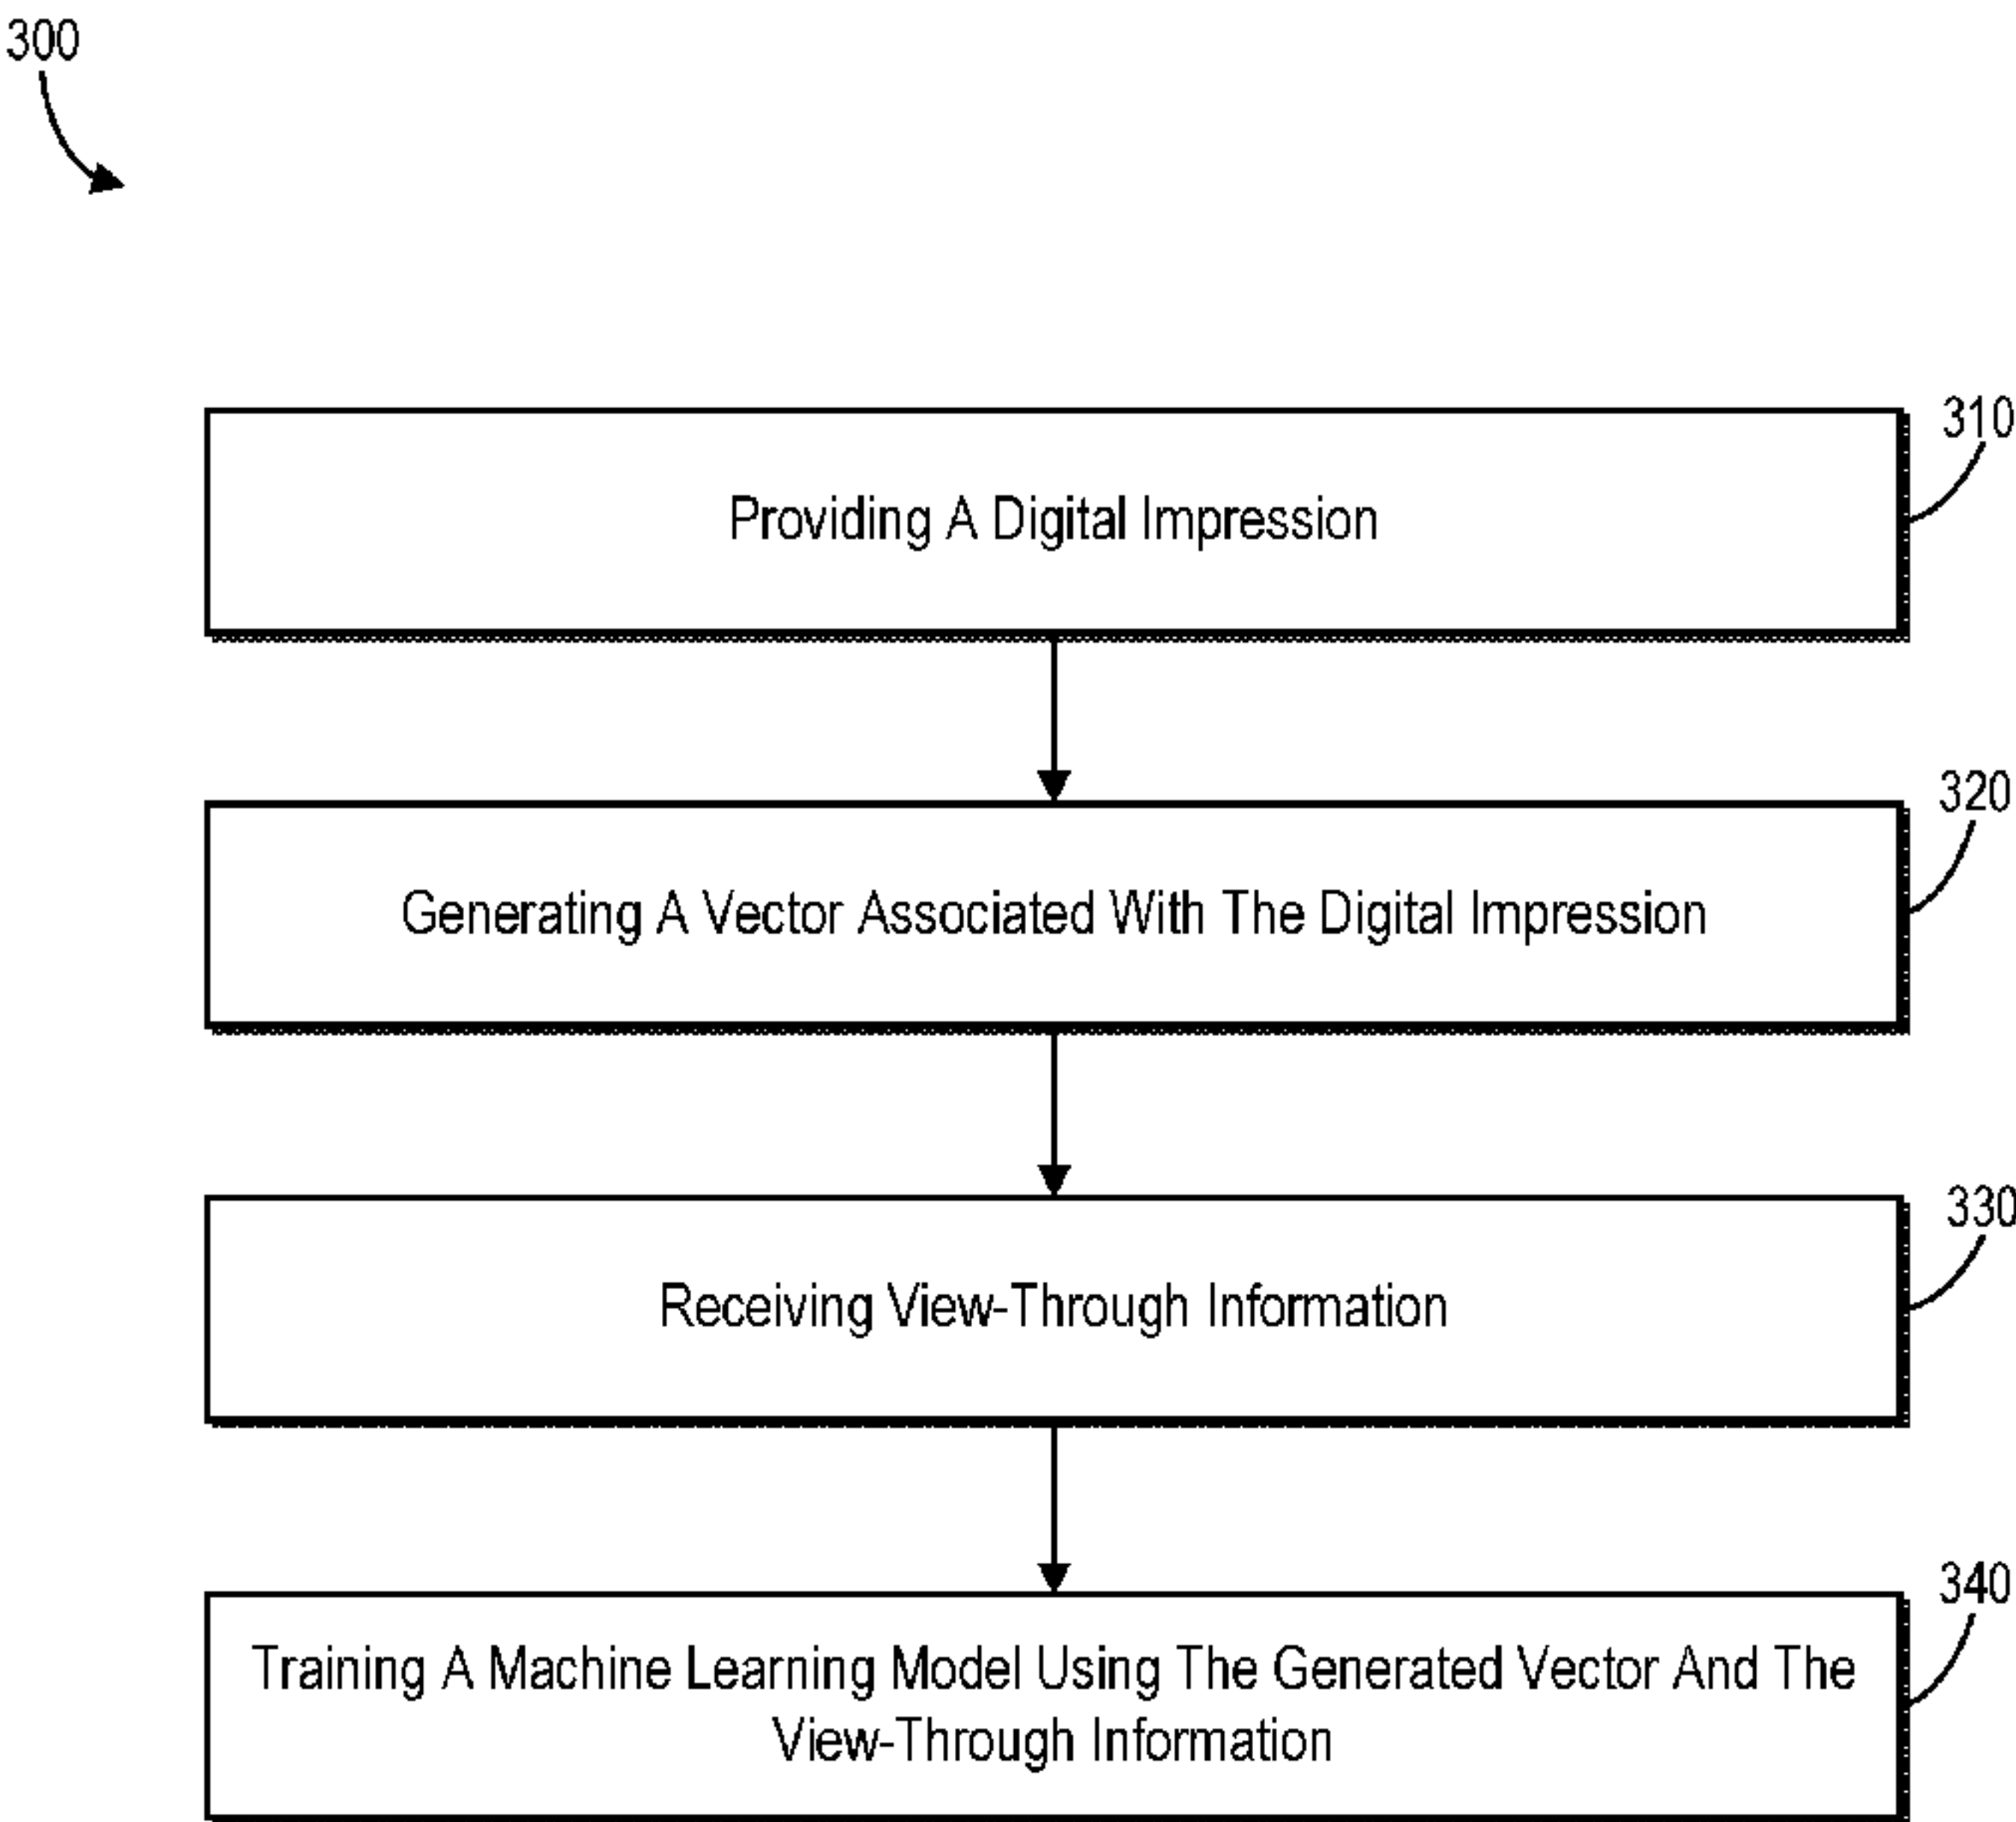 300
310
Providing A Digital Impression
320
Generating A Vector Associated With The Digital Impression
330
Receiving View-Through Information
340
Training A Machine Learning Model Using The Generated Vector And The
View-Through Information